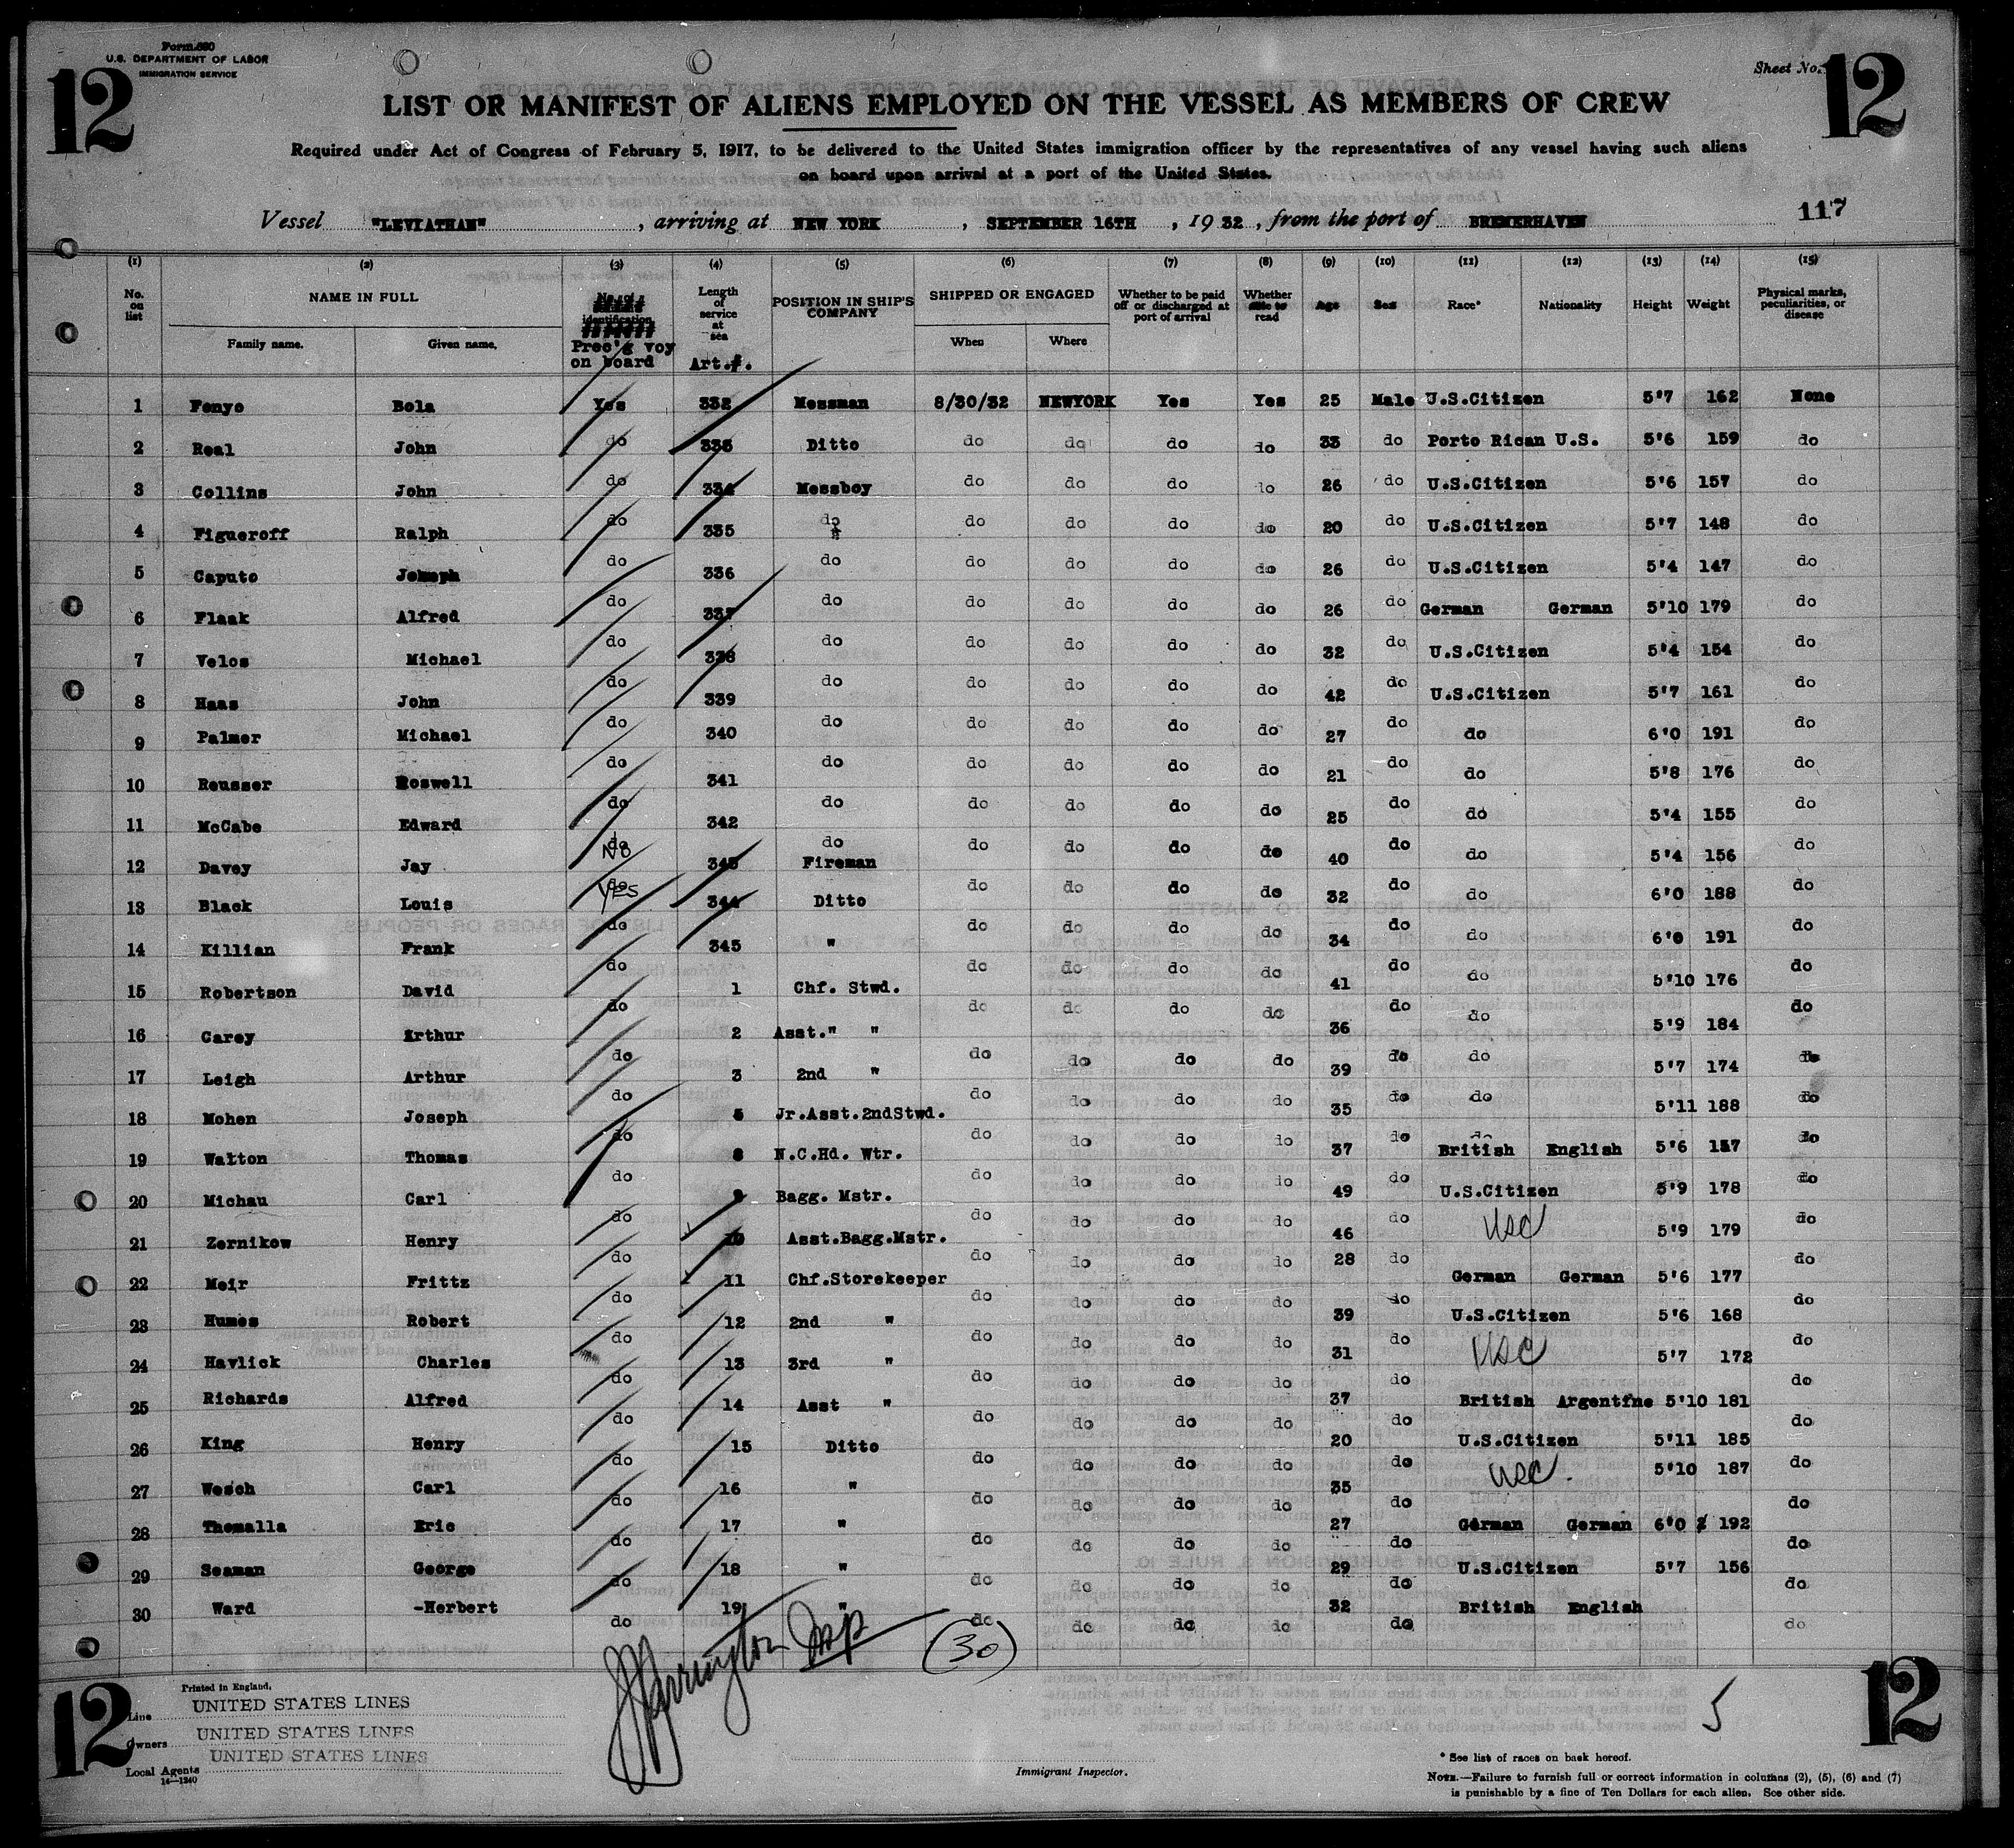 Form 680
U.S. DEPARTMENT OF LABOR
IMMIGRATION SERVICE
12
Sheet No. 12
LIST OR MANIFEST OF ALIENS EMPLOYED ON THE VESSEL AS MEMBERS OF CREW
Required under Act of Congress of February 5, 1917, to be delivered to the United States immigration officer by the representatives of any vessel having such aliens
on board upon arrival at a port of the United States.
Vessel "LEVIATHAN", arriving at NEW YORK, SEPTEMBER 16TH, 1932, from the port of BREMERHAVEN
117
(1) (2) (3) (4) (5) (6) (7) (8) (9) (10) (11) (12) (13) (14) (15)
No. on list NAME IN FULL Family name. Given name. identification Prec'g voy on board Length of service at sea Art.#. POSITION IN SHIP'S COMPANY SHIPPED OR ENGAGED When Where Whether to be paid off or discharged at port of arrival Whether able to read Age Sex Race* Nationality Height Weight Physical marks, peculiarities, or disease
1 Fenyo Bela Yes 332 Messman 8/30/32 NEWYORK Yes Yes 25 Male U.S.Citizen 5'7 162 None
2 Real John do 333 Ditto do do do do 33 do Porto Rican U.S. 5'6 159 do
3 Collins John do 334 Messboy do do do do 26 do U.S.Citizen 5'6 157 do
4 Figueroff Ralph do 335 do do do do do 20 do U.S.Citizen 5'7 148 do
5 Caputo Joseph do 336 do do do do do 26 do U.S.Citizen 5'4 147 do
6 Flaak Alfred do 337 do do do do do 26 do German German 5'10 179 do
7 Velos Michael do 338 do do do do do 32 do U.S.Citizen 5'4 154 do
8 Haas John do 339 do do do do do 42 do U.S.Citizen 5'7 161 do
9 Palmer Michael do 340 do do do do do 27 do do 6'0 191 do
10 Reusser Roswell do 341 do do do do do 21 do do 5'8 176 do
11 McCabe Edward do 342 do do do do do 25 do do 5'4 155 do
12 Davey Jay do No 343 do Fireman do do do do 40 do do 5'4 156 do
13 Black Louis do YES 344 Ditto do do do do 32 do do 6'0 188 do
14 Killian Frank do 345 " do do do do 34 do do 6'0 191 do
15 Robertson David do 1 Chf. Stwd. do do do do 41 do do 5'10 176 do
16 Carey Arthur do 2 Asst." " do do do do 36 do do 5'9 184 do
17 Leigh Arthur do 3 2nd " do do do do 39 do do 5'7 174 do
18 Mohen Joseph do 5 Jr.Asst.2ndStwd. do do do do 35 do do 5'11 188 do
19 Walton Thomas do 8 N.C.Hd. Wtr. do do do do 37 do British English 5'6 157 do
20 Michau Carl do 9 Bagg. Mstr. do do do do 49 do U.S.Citizen 5'9 178 do
21 Zernikow Henry do 10 Asst.Bagg.Mstr. do do do do 46 do USC 5'9 179 do
22 Meir Frittz do 11 Chf.Storekeeper do do do do 28 do German German 5'6 177 do
23 Humes Robert do 12 2nd " do do do do 39 do U.S.Citizen 5'6 168 do
24 Havlick Charles do 13 3rd " do do do do 31 do USC 5'7 172 do
25 Richards Alfred do 14 Asst " do do do do 37 do British Argentine 5'10 181 do
26 King Henry do 15 Ditto do do do do 20 do U.S.Citizen 5'11 185 do
27 Wesch Carl do 16 " do do do do 35 do USC. 5'10 187 do
28 Thomalla Eric do 17 " do do do do 27 do German German 6'0 192 do
29 Seaman George do 18 " do do do do 29 do U.S.Citizen 5'7 156 do
30 Ward -Herbert do 19 " do do do do 32 do British English do
Insp (30)
5
12 12
Printed in England.
Line UNITED STATES LINES
Owners UNITED STATES LINES
Local Agents UNITED STATES LINES
14—1240
Immigrant Inspector.
* See list of races on back hereof.
NOTE.—Failure to furnish full or correct information in columns (2), (5), (6) and (7)
is punishable by a fine of Ten Dollars for each alien. See other side.